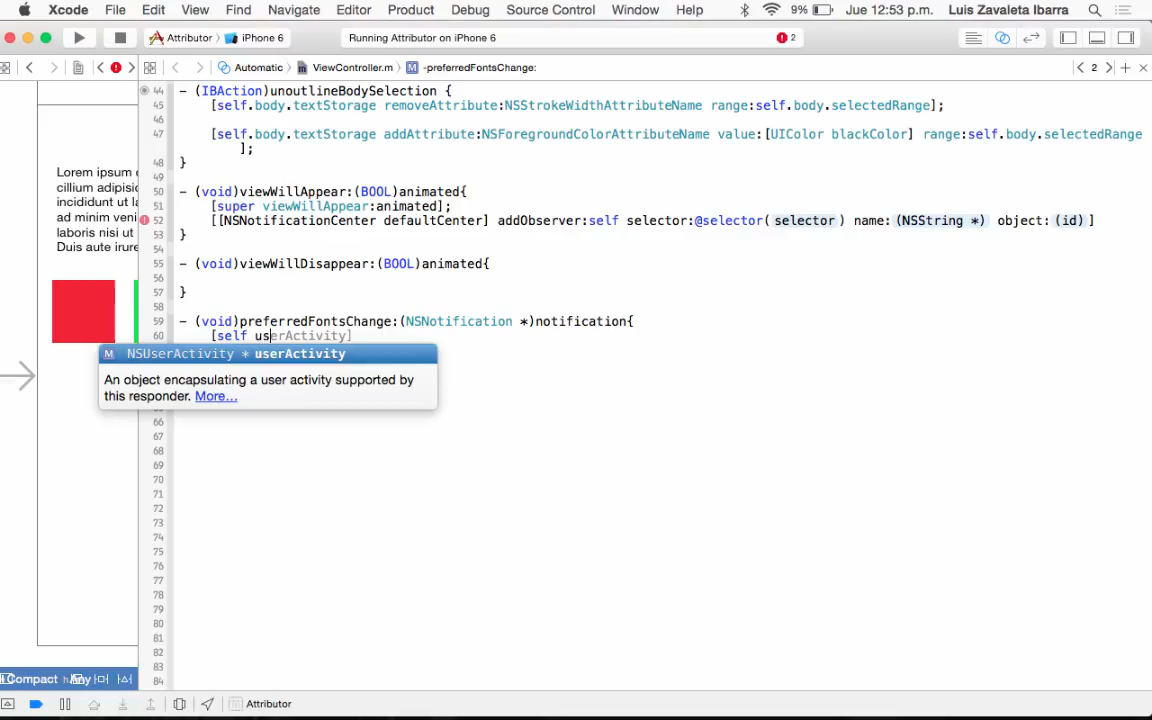 Xcode File Edit View Find Navigate Editor Product Debug Source Control Window Help 9% Jue 12:53 p.m. Luis Zavaleta Ibarra
Attributor iPhone 6 Running Attributor on iPhone 6 2
Automatic ViewController.m M -preferredFontsChange: 2
44 - (IBAction)unoutlineBodySelection {
45 [self.body.textStorage removeAttribute:NSStrokeWidthAttributeName range:self.body.selectedRange];
46
47 [self.body.textStorage addAttribute:NSForegroundColorAttributeName value:[UIColor blackColor] range:self.body.selectedRange
];
48 }
49
50 - (void)viewWillAppear:(BOOL)animated{
51 [super viewWillAppear:animated];
52 [[NSNotificationCenter defaultCenter] addObserver:self selector:@selector(selector) name:(NSString *) object:(id)]
53 }
54
55 - (void)viewWillDisappear:(BOOL)animated{
56
57 }
58
59 - (void)preferredFontsChange:(NSNotification *)notification{
60 [self userActivity]
M NSUserActivity * userActivity
An object encapsulating a user activity supported by
this responder. More...
66
67
68
69
70
71
72
73
74
75
76
77
78
79
80
81
82
83
84
Lorem ipsum
cillum adipisic
incididunt ut la
ad minim veni
laboris nisi ut
Duis aute irure
Compact Any
Attributor